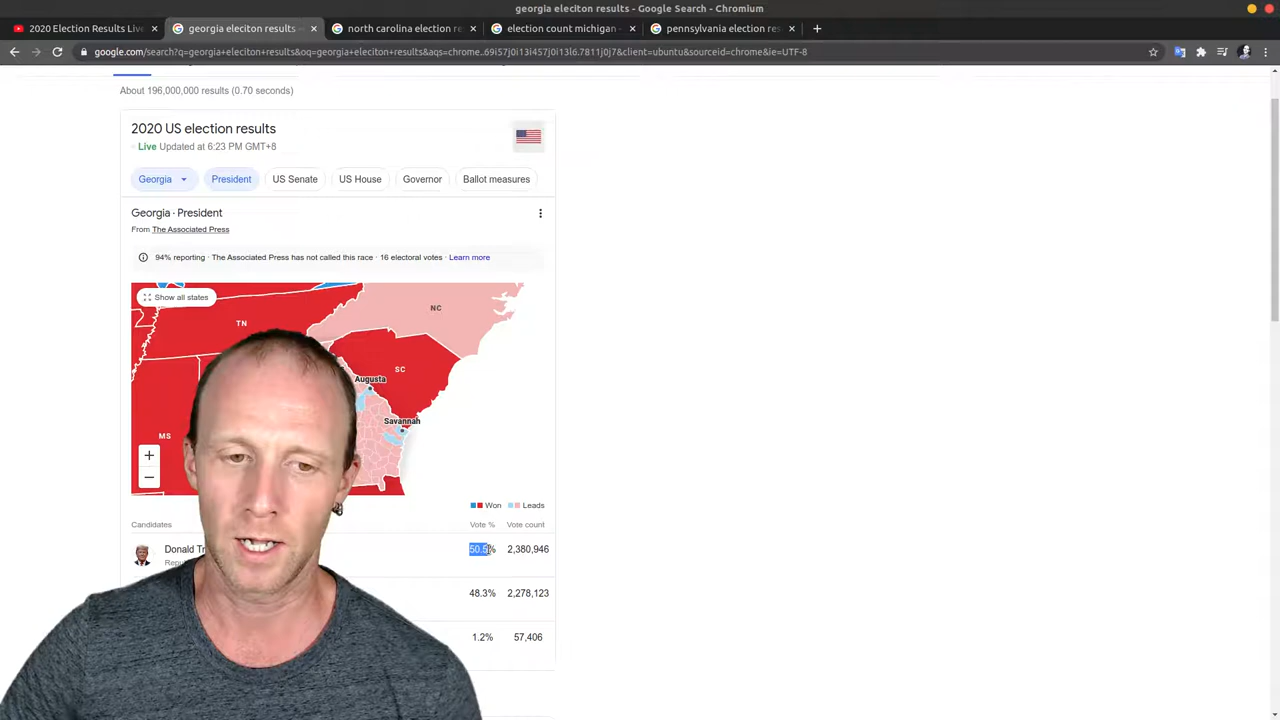 georgia eleciton results - Google Search - Chromium
2020 Election Results Live
georgia eleciton results
north carolina election re
election count michigan -
pennsylvania election res
google.com/search?q=georgia+eleciton+results&oq=georgia+eleciton+results&aqs=chrome..69i57j0i13i457j0i13l6.7811j0j7&client=ubuntu&sourceid=chrome&ie=UTF-8
About 196,000,000 results (0.70 seconds)
2020 US election results
Live Updated at 6:23 PM GMT+8
Georgia President US Senate US House Governor Ballot measures
Georgia · President
From The Associated Press
94% reporting · The Associated Press has not called this race · 16 electoral votes · Learn more
Show all states
NC
TN
SC
Augusta
Savannah
MS
+
−
Won Leads
Candidates Vote % Vote count
Donald Tr 50.5% 2,380,946
Repu
48.3% 2,278,123
1.2% 57,406